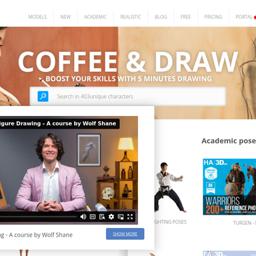 MODELS NEW ACADEMIC REALISTIC BLOG FREE PRICING PORTAL
COFFEE & DRAW
BOOST YOUR SKILLS WITH 5 MINUTES DRAWING
Search in 403unique characters
igure Drawing - A course by Wolf Shane
Academic pose
HA 3D
WARRIORS
200+ REFERENCE PHO
GHTING POSES
TURGEN -
ng - A course by Wolf Shane
SHOW MORE